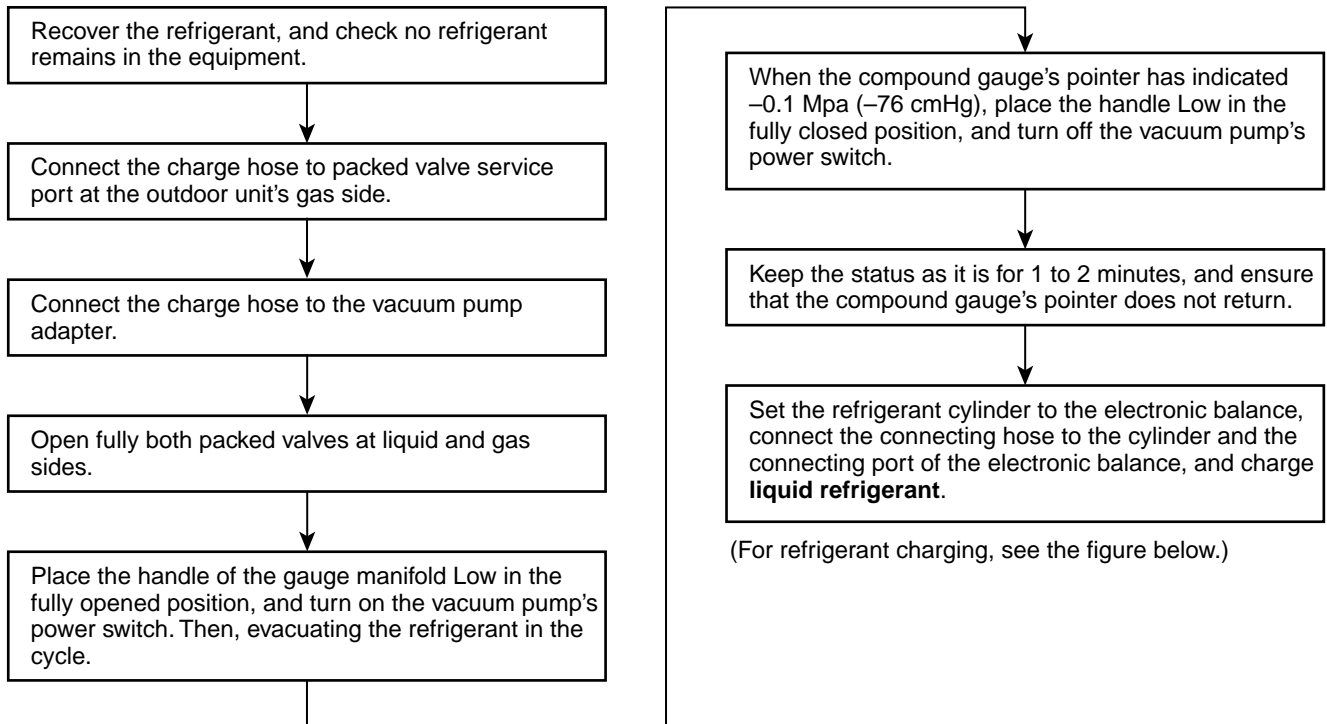 Recover the refrigerant, and check no refrigerant
remains in the equipment.
Connect the charge hose to packed valve service
port at the outdoor unit’s gas side.
Connect the charge hose to the vacuum pump
adapter.
Open fully both packed valves at liquid and gas
sides.
Place the handle of the gauge manifold Low in the
fully opened position, and turn on the vacuum pump’s
power switch. Then, evacuating the refrigerant in the
cycle.
When the compound gauge’s pointer has indicated
–0.1 Mpa (–76 cmHg), place the handle Low in the
fully closed position, and turn off the vacuum pump’s
power switch.
Keep the status as it is for 1 to 2 minutes, and ensure
that the compound gauge’s pointer does not return.
Set the refrigerant cylinder to the electronic balance,
connect the connecting hose to the cylinder and the
connecting port of the electronic balance, and charge
liquid refrigerant.
(For refrigerant charging, see the figure below.)